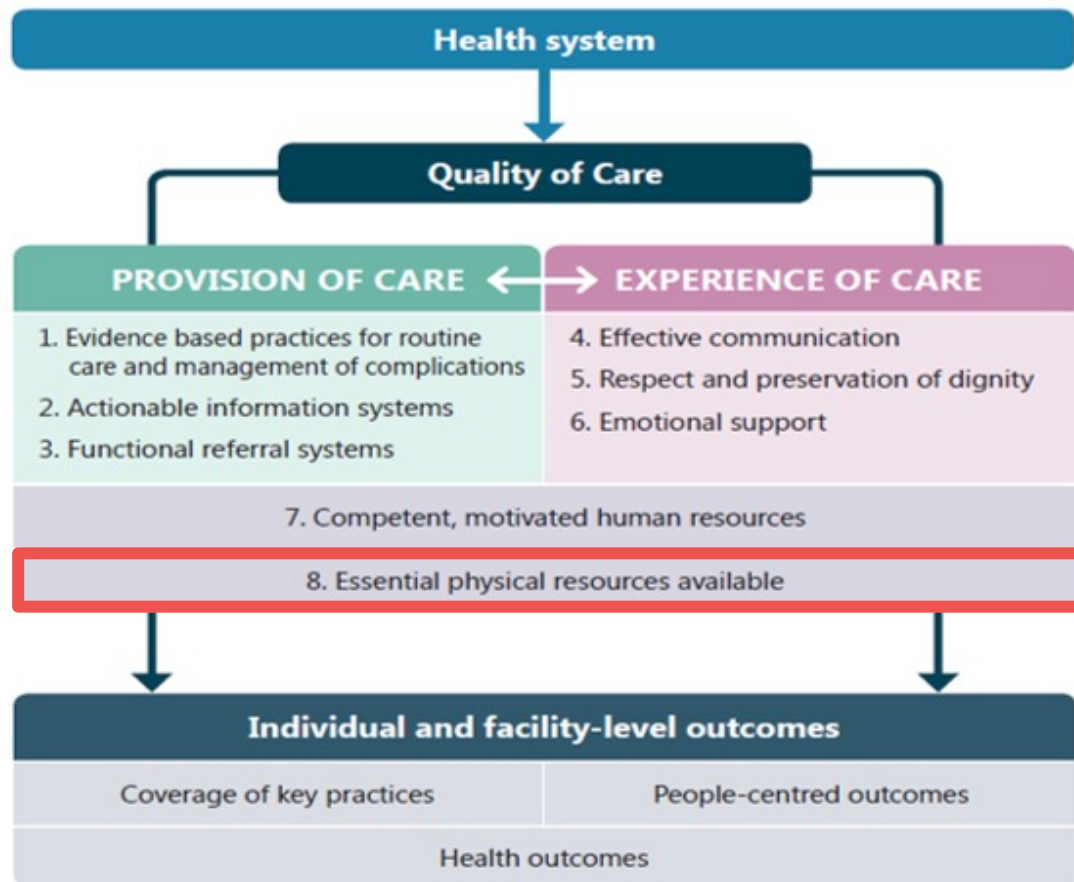 Health system
Quality of Care
PROVISION OF CARE
EXPERIENCE OF CARE
1. Evidence based practices for routine
care and management of complications
2. Actionable information systems
3. Functional referral systems
4. Effective communication
5. Respect and preservation of dignity
6. Emotional support
7. Competent, motivated human resources
8. Essential physical resources available
Individual and facility-level outcomes
Coverage of key practices
People-centred outcomes
Health outcomes